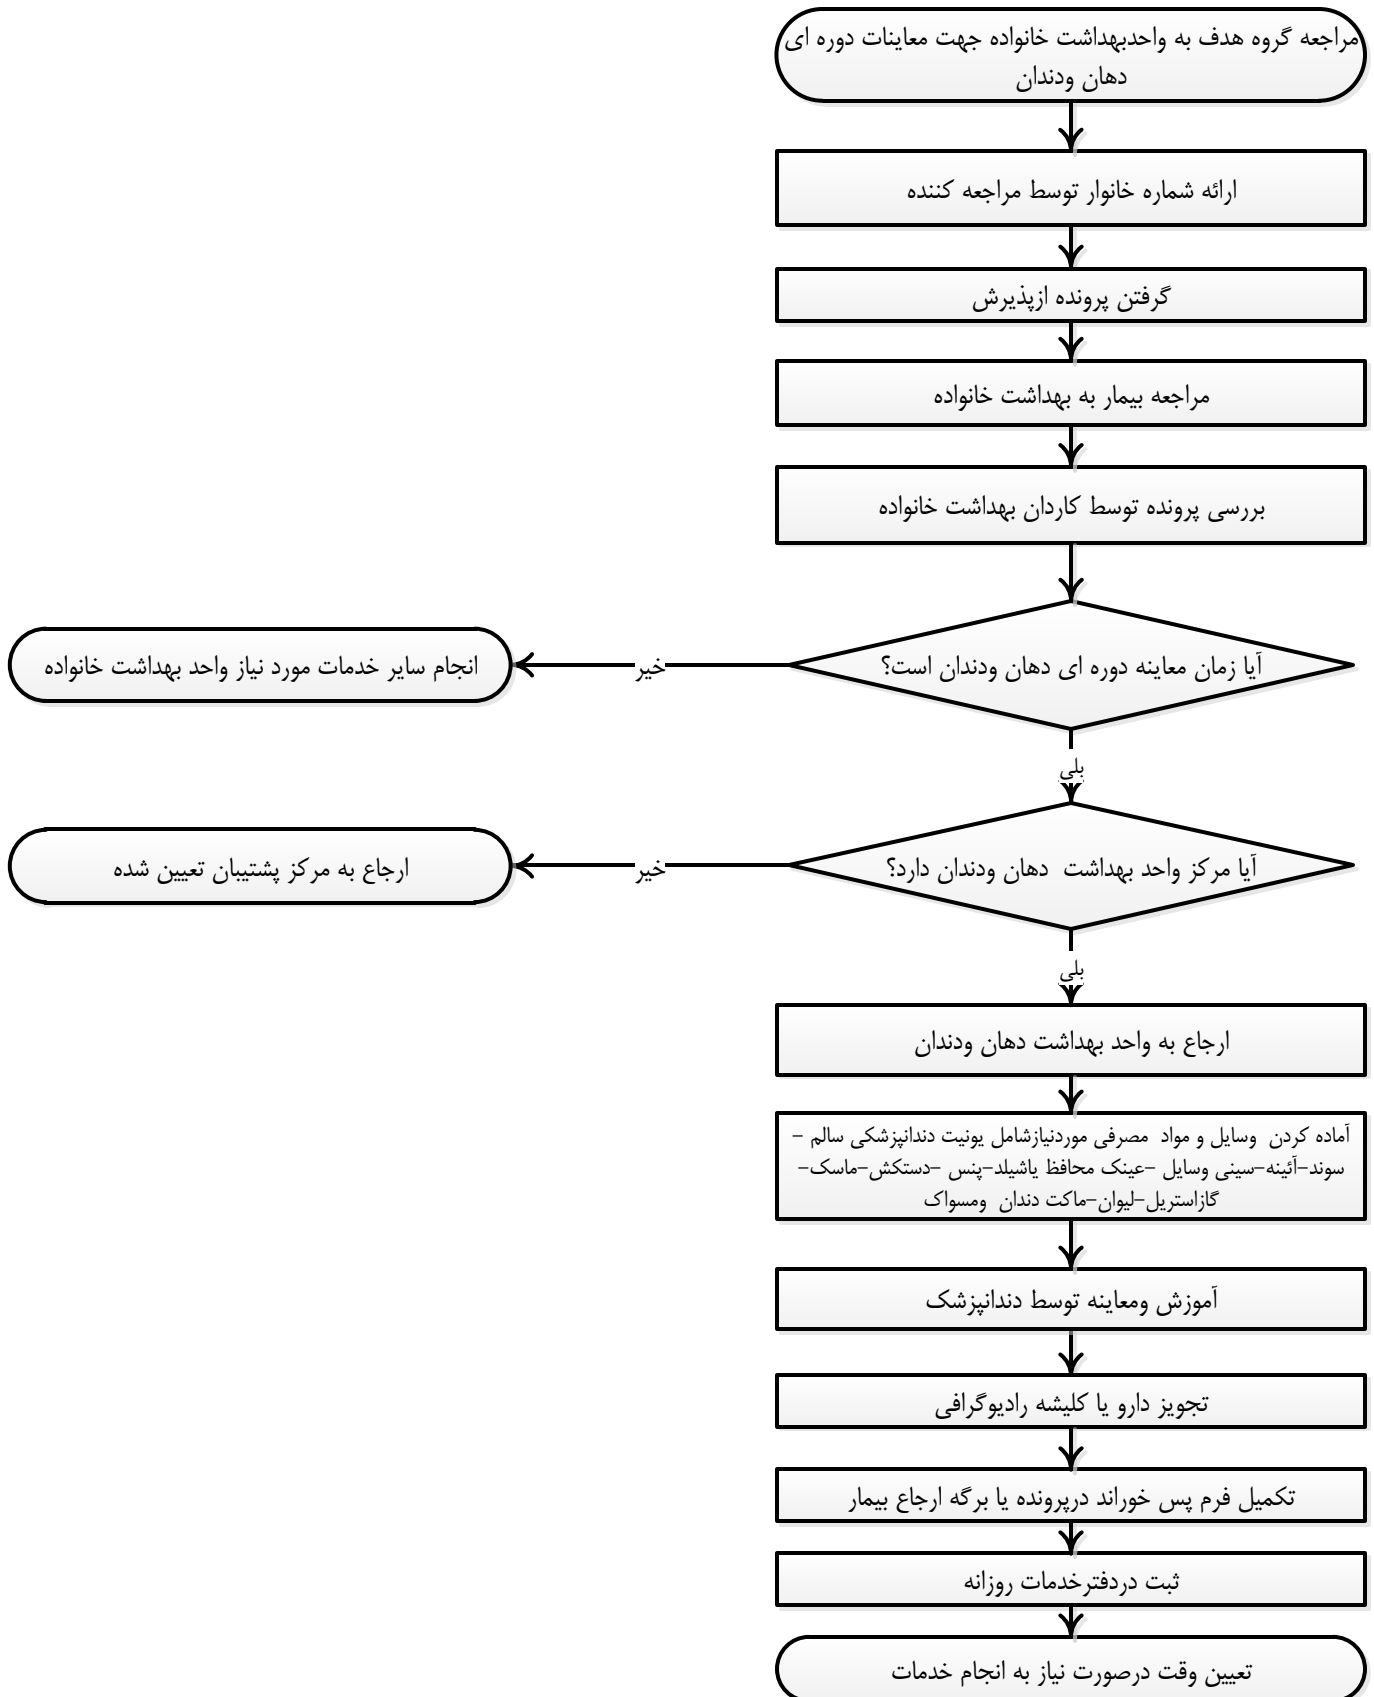 مراجعه گروه هدف به واحدبهداشت خانواده جهت معاینات دوره ای
دهان ودندان
ارائه شماره خانوار توسط مراجعه کننده
گرفتن پرونده ازپذیرش
مراجعه بیمار به بهداشت خانواده
بررسی پرونده توسط کاردان بهداشت خانواده
آیا زمان معاینه دوره ای دهان ودندان است؟
خیر
انجام سایر خدمات مورد نیاز واحد بهداشت خانواده
بلی
آیا مرکز واحد بهداشت دهان ودندان دارد؟
خیر
ارجاع به مرکز پشتیبان تعیین شده
بلی
ارجاع به واحد بهداشت دهان ودندان
آماده کردن وسایل و مواد مصرفی موردنیازشامل یونیت دندانپزشکی سالم –
سوند–آئینه–سینی وسایل –عینک محافظ یاشیلد–پنس –دستکش–ماسک–
گازاستریل–لیوان–ماکت دندان ومسواک
آموزش ومعاینه توسط دندانپزشک
تجویز دارو یا کلیشه رادیوگرافی
تکمیل فرم پس خوراند درپرونده یا برگه ارجاع بیمار
ثبت دردفترخدمات روزانه
تعیین وقت درصورت نیاز به انجام خدمات